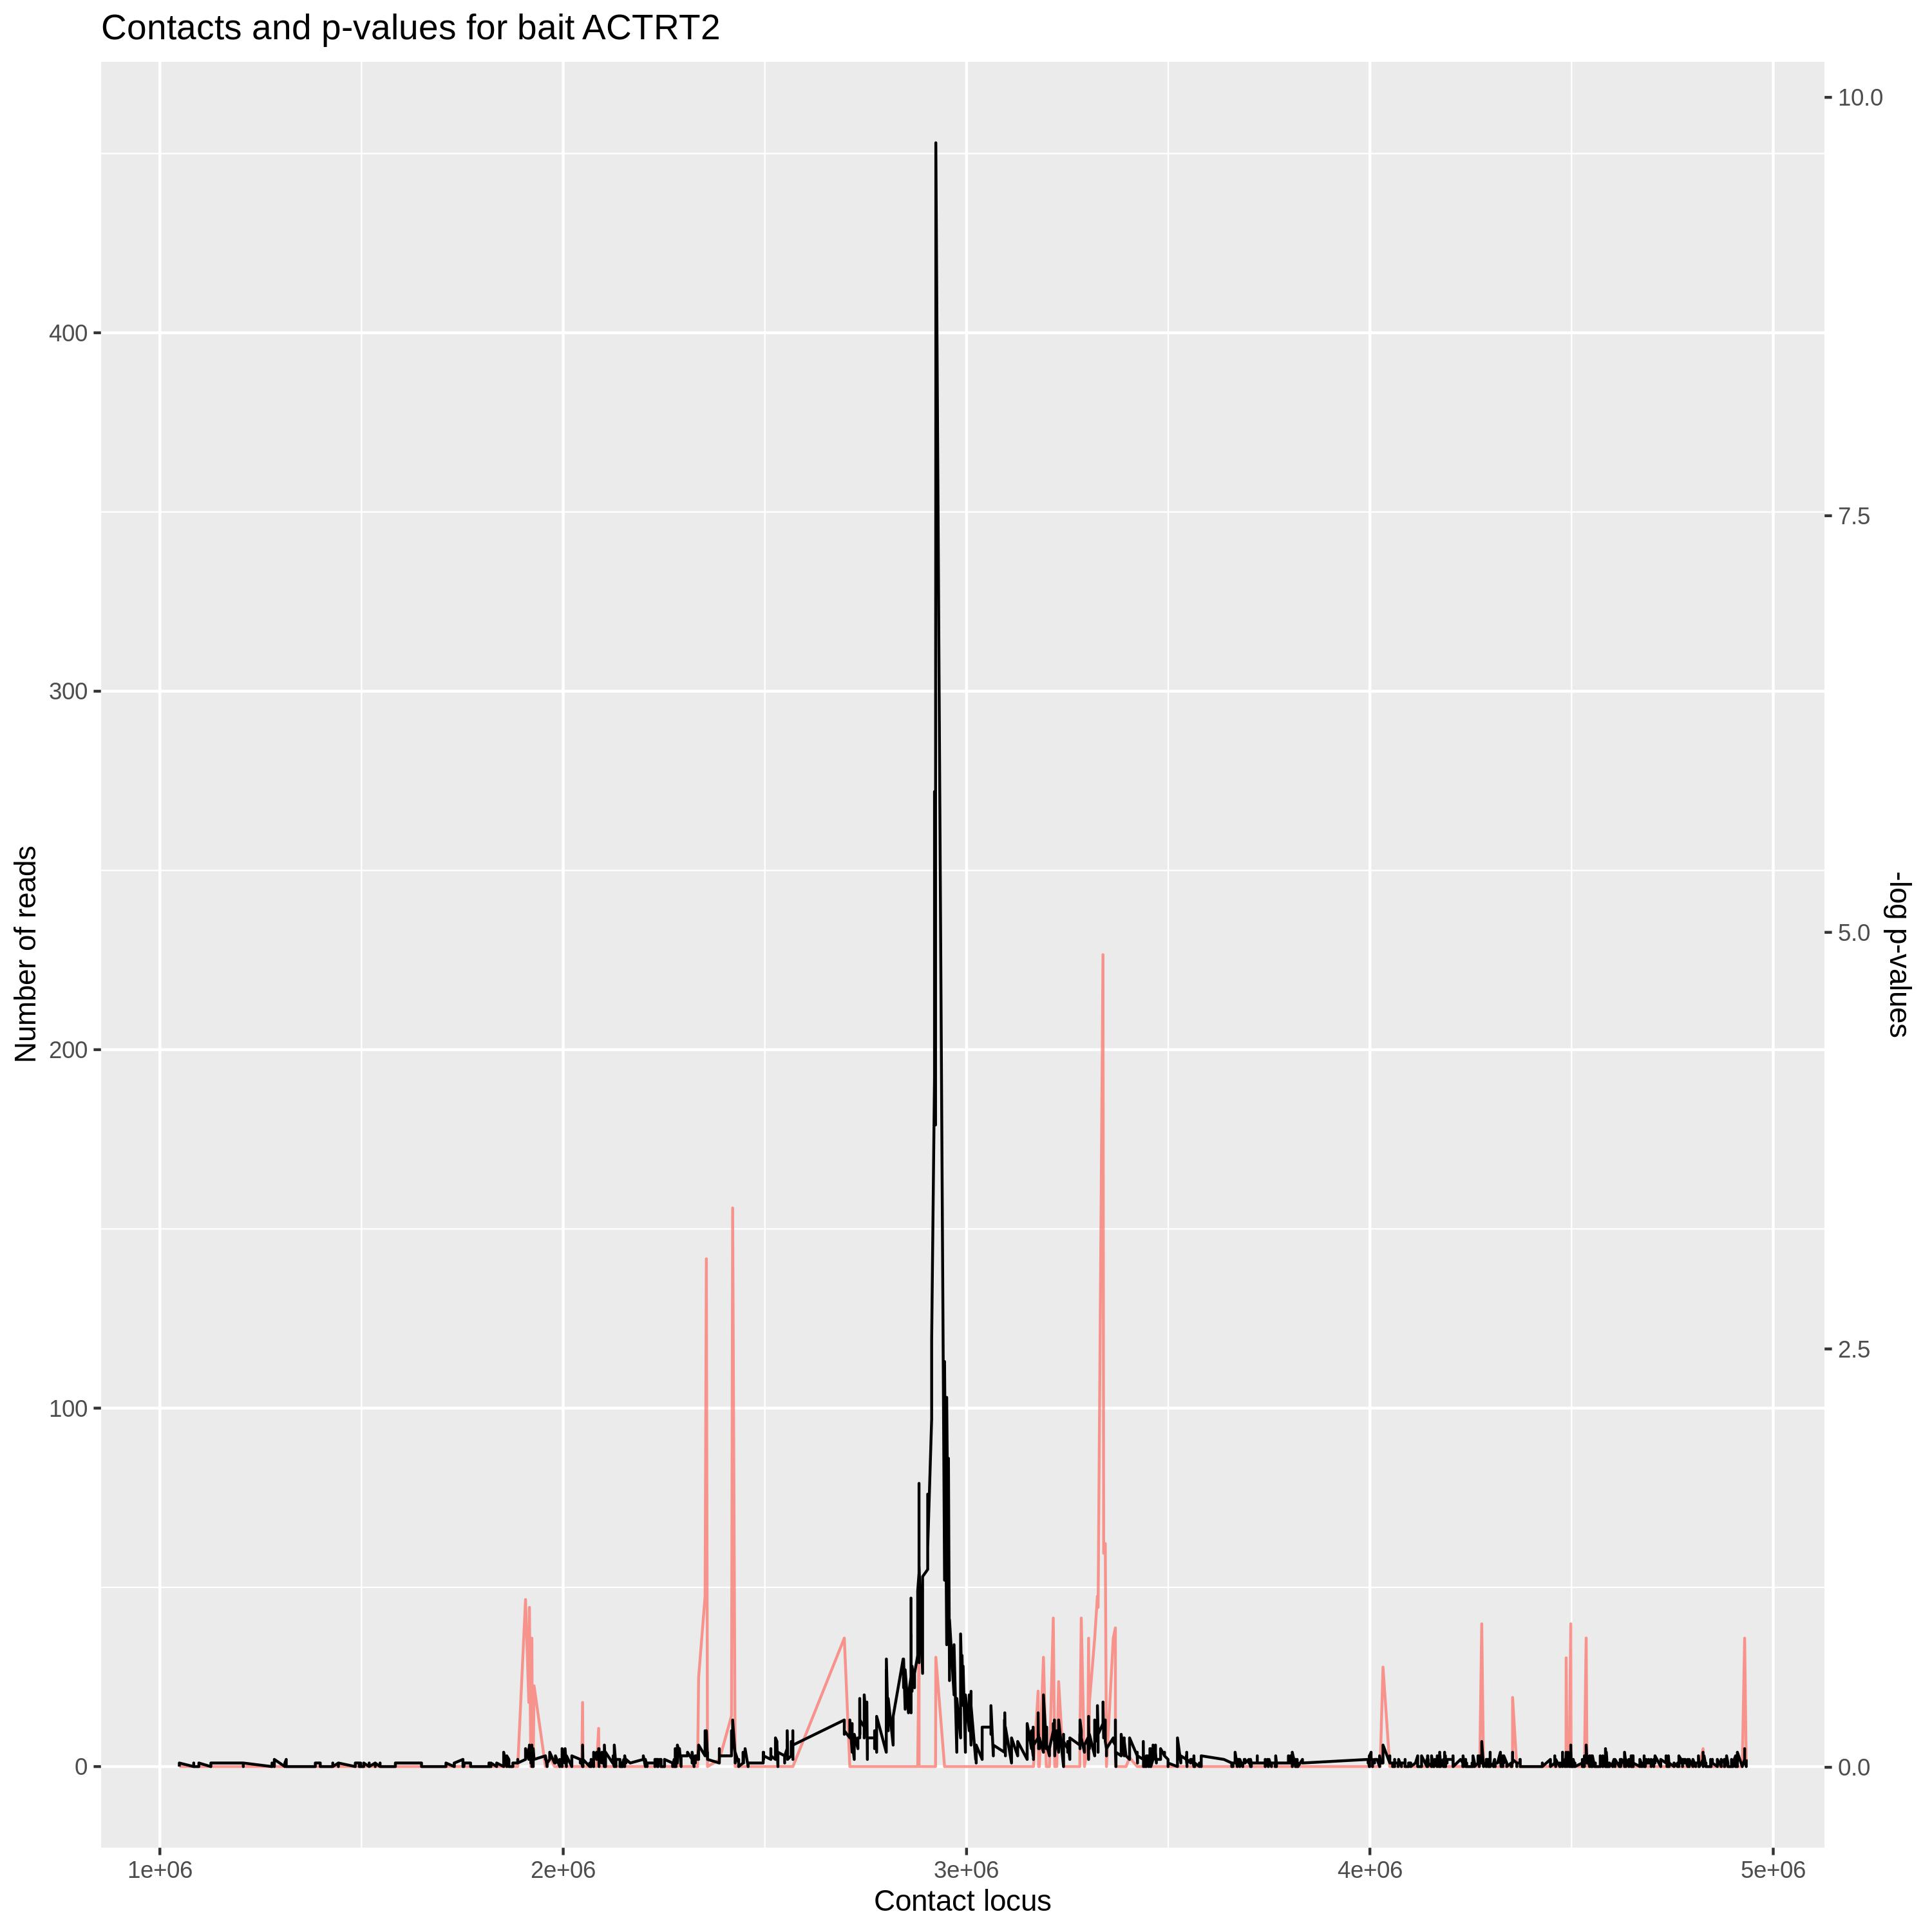 Contacts and p-values for bait ACTRT2
Number of reads
400
300
200
100
0
10.0
7.5
5.0
2.5
0.0
-log p-values
1e+06
2e+06
3e+06
4e+06
5e+06
Contact locus